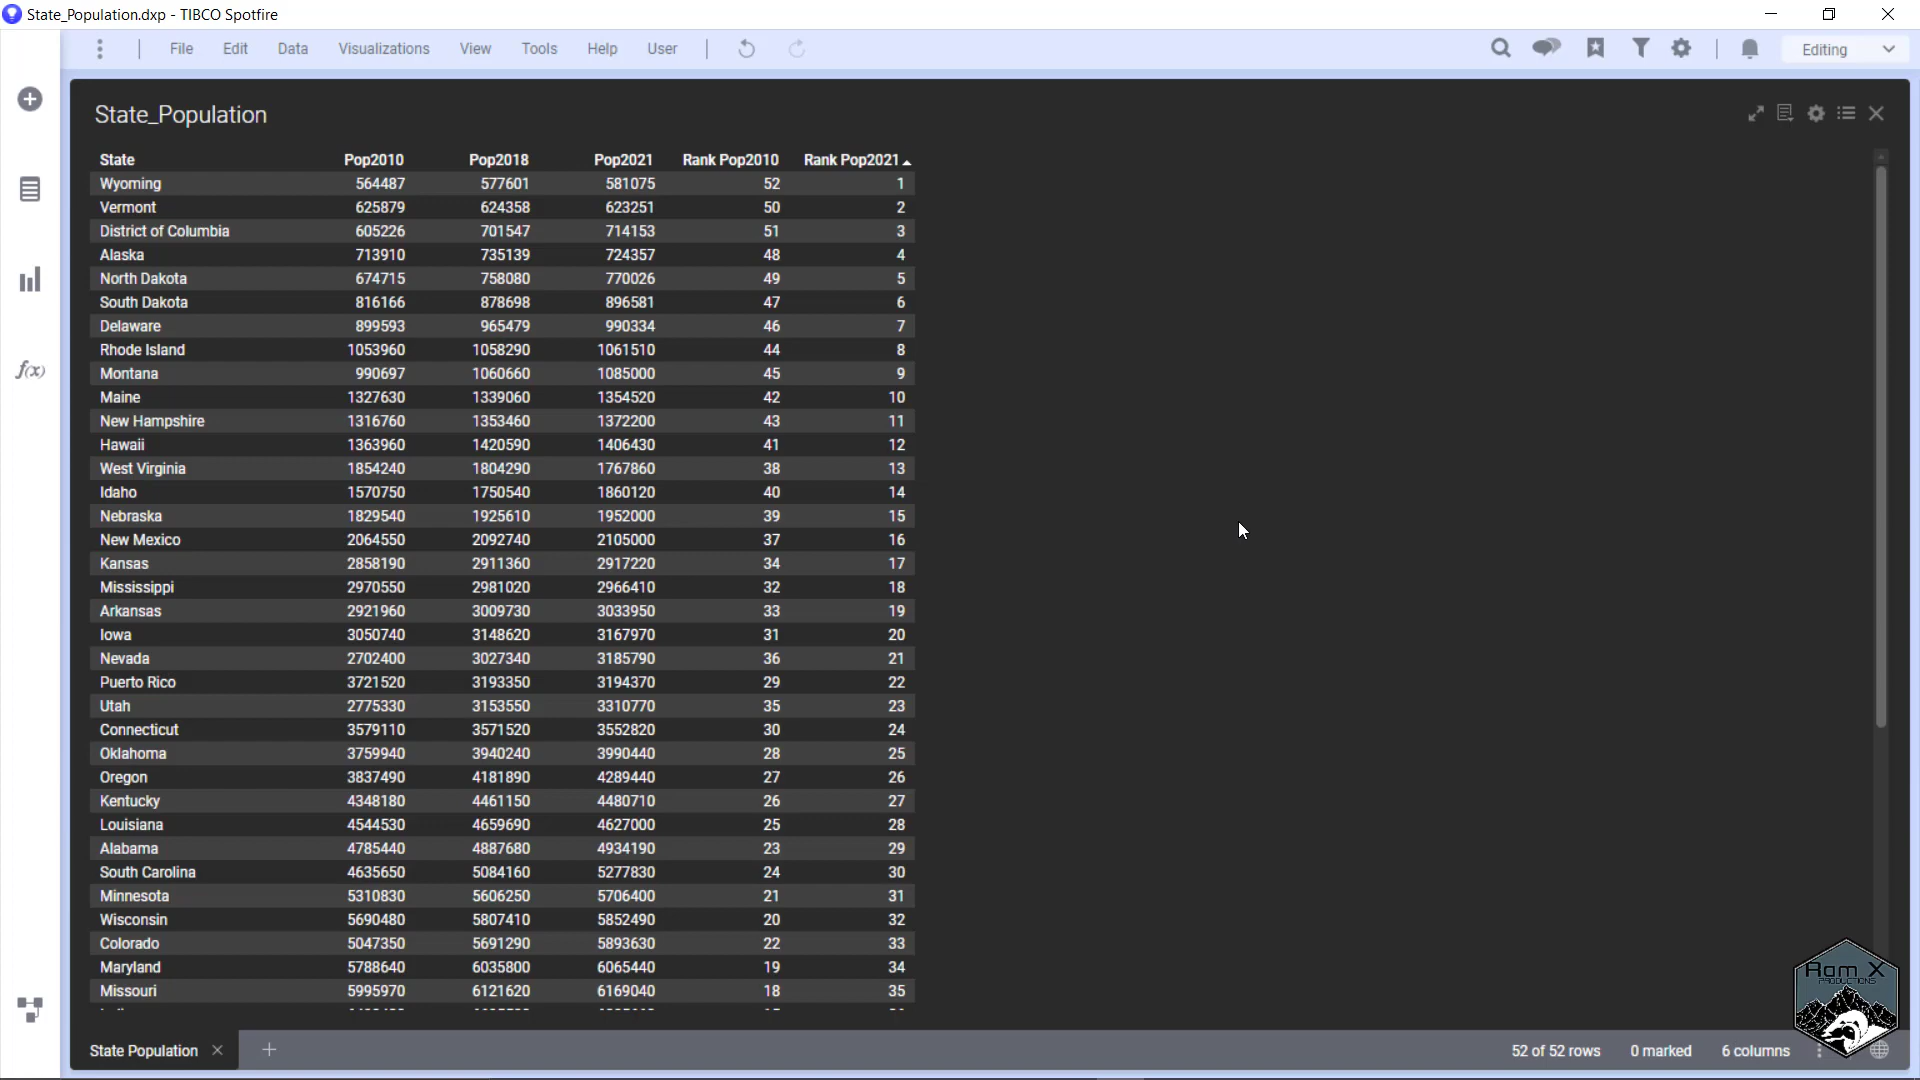 State_Population.dxp - TIBCO Spotfire
File Edit Data Visualizations View Tools Help User Editing
f(x)
State_Population
State Pop2010 Pop2018 Pop2021 Rank Pop2010 Rank Pop2021
Wyoming 564487 577601 581075 52 1
Vermont 625879 624358 623251 50 2
District of Columbia 605226 701547 714153 51 3
Alaska 713910 735139 724357 48 4
North Dakota 674715 758080 770026 49 5
South Dakota 816166 878698 896581 47 6
Delaware 899593 965479 990334 46 7
Rhode Island 1053960 1058290 1061510 44 8
Montana 990697 1060660 1085000 45 9
Maine 1327630 1339060 1354520 42 10
New Hampshire 1316760 1353460 1372200 43 11
Hawaii 1363960 1420590 1406430 41 12
West Virginia 1854240 1804290 1767860 38 13
Idaho 1570750 1750540 1860120 40 14
Nebraska 1829540 1925610 1952000 39 15
New Mexico 2064550 2092740 2105000 37 16
Kansas 2858190 2911360 2917220 34 17
Mississippi 2970550 2981020 2966410 32 18
Arkansas 2921960 3009730 3033950 33 19
Iowa 3050740 3148620 3167970 31 20
Nevada 2702400 3027340 3185790 36 21
Puerto Rico 3721520 3193350 3194370 29 22
Utah 2775330 3153550 3310770 35 23
Connecticut 3579110 3571520 3552820 30 24
Oklahoma 3759940 3940240 3990440 28 25
Oregon 3837490 4181890 4289440 27 26
Kentucky 4348180 4461150 4480710 26 27
Louisiana 4544530 4659690 4627000 25 28
Alabama 4785440 4887680 4934190 23 29
South Carolina 4635650 5084160 5277830 24 30
Minnesota 5310830 5606250 5706400 21 31
Wisconsin 5690480 5807410 5852490 20 32
Colorado 5047350 5691290 5893630 22 33
Maryland 5788640 6035800 6065440 19 34
Missouri 5995970 6121620 6169040 18 35
Ram X
PRODUCTIONS
State Population 52 of 52 rows 0 marked 6 columns